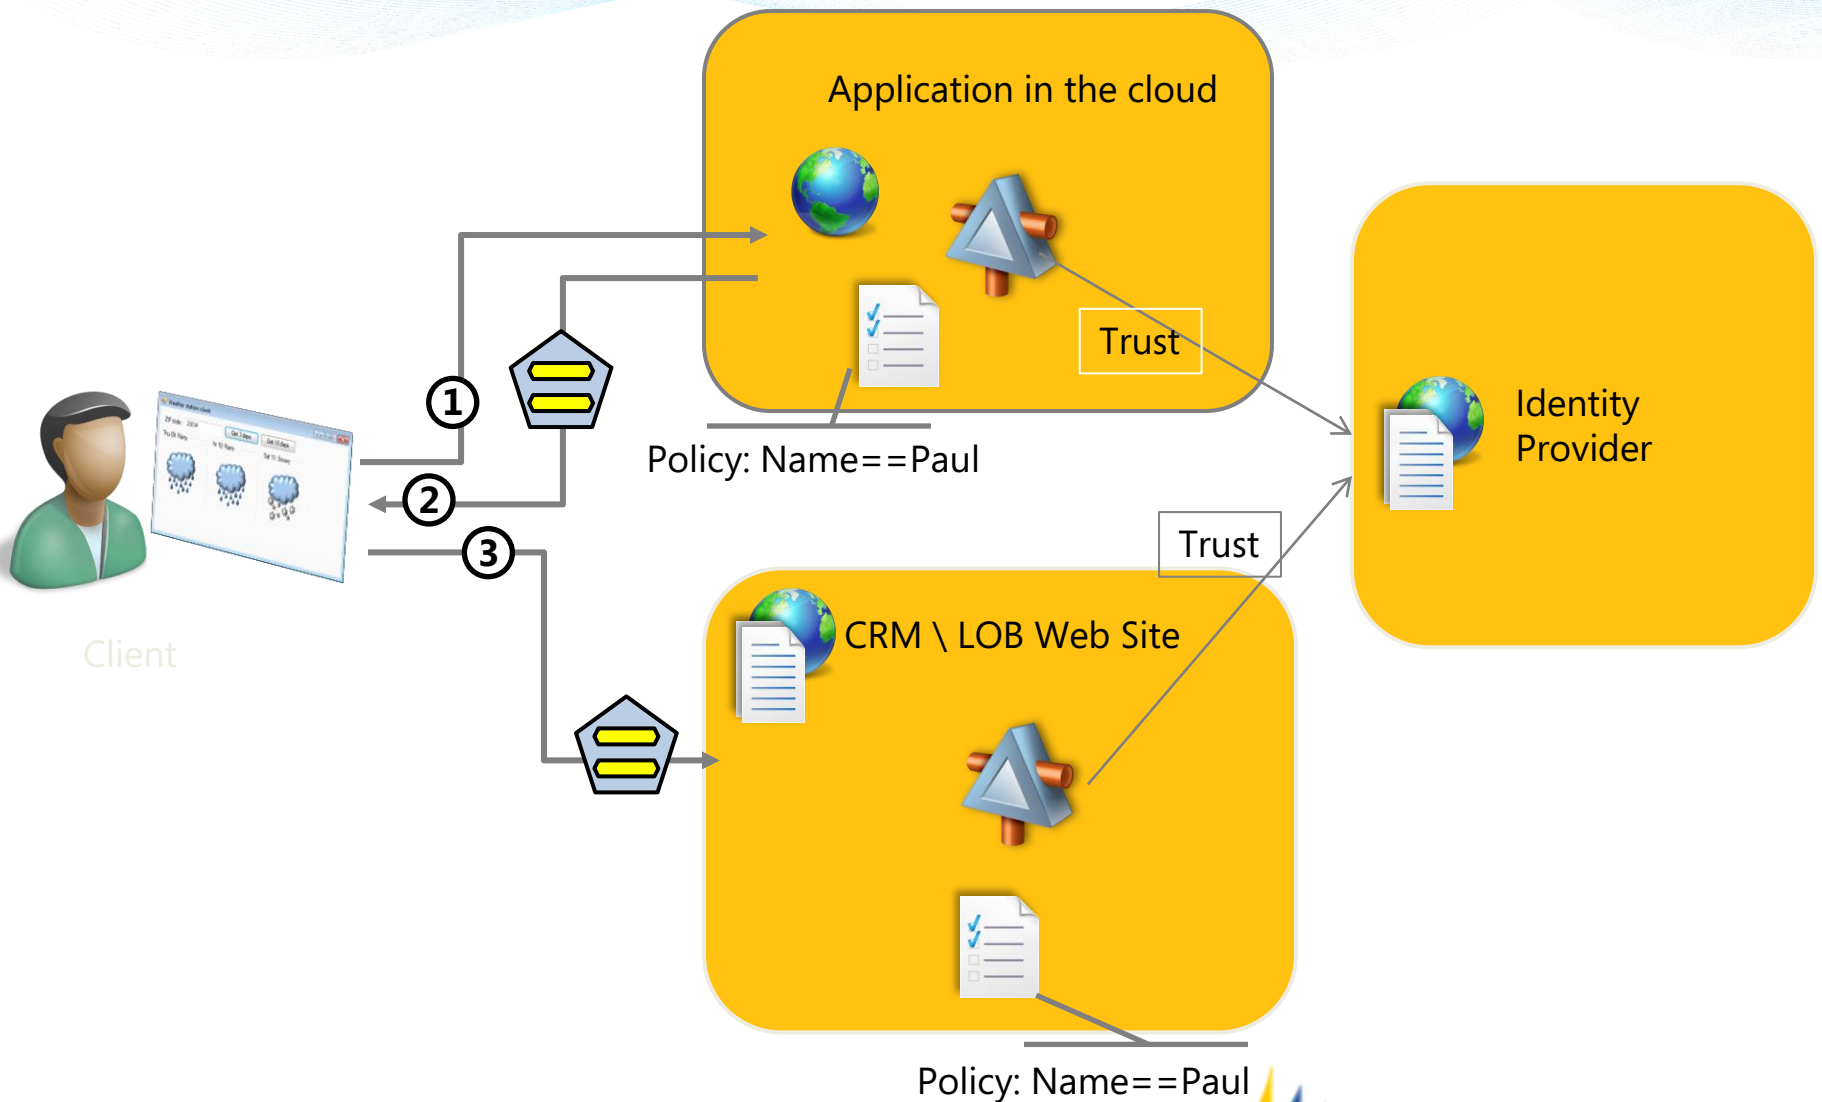 Application in the cloud
Trust
Identity
Provider
1
2
3
Policy: Name==Paul
Trust
CRM \ LOB Web Site
Client
Policy: Name==Paul